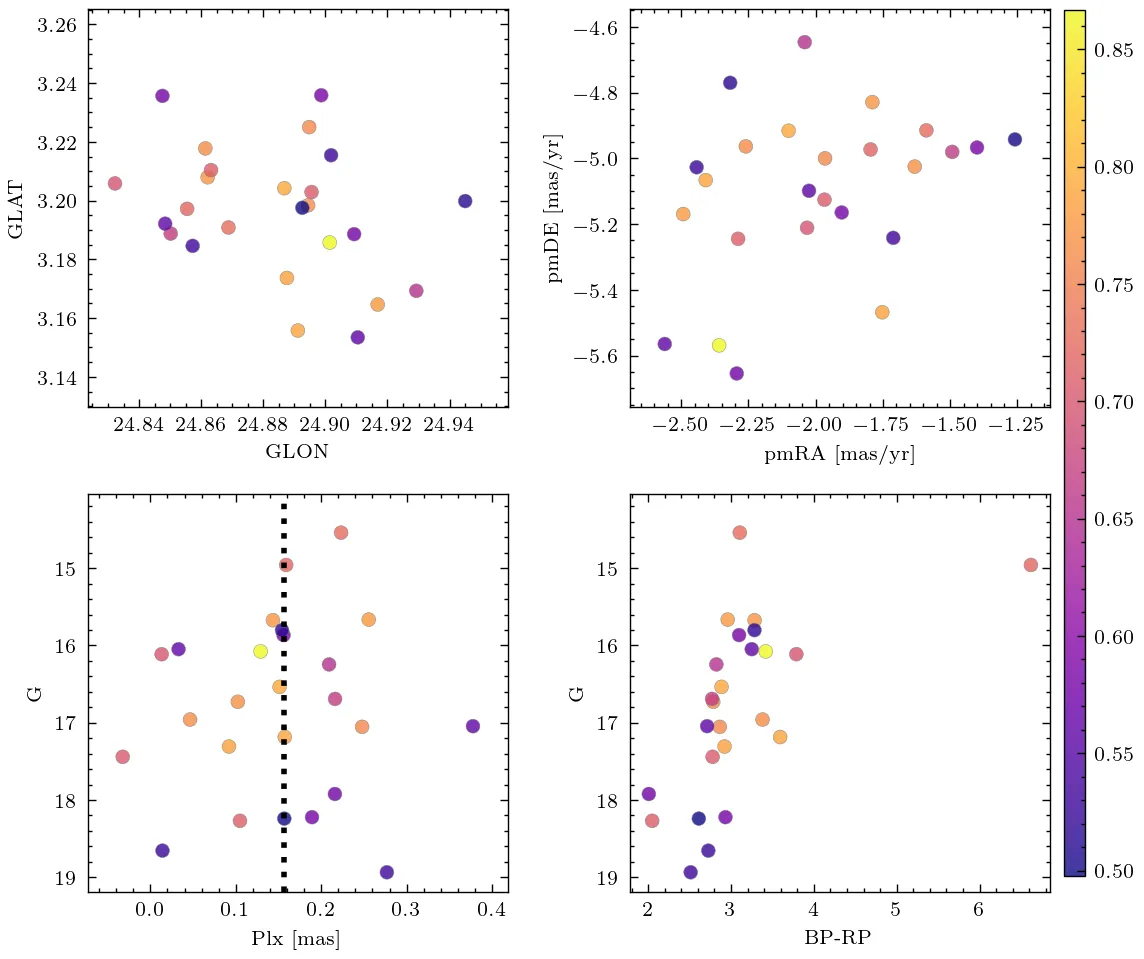 3.26
3.24
3.22
3.20
3.18
3.16
3.14
GLAT
24.84 24.86 24.88 24.90 24.92 24.94
GLON
−4.6
−4.8
−5.0
−5.2
−5.4
−5.6
pmDE [mas/yr]
−2.50 −2.25 −2.00 −1.75 −1.50 −1.25
pmRA [mas/yr]
0.85
0.80
0.75
0.70
0.65
0.60
0.55
0.50
15
16
17
18
19
G
0.0 0.1 0.2 0.3 0.4
Plx [mas]
15
16
17
18
19
G
2 3 4 5 6
BP-RP